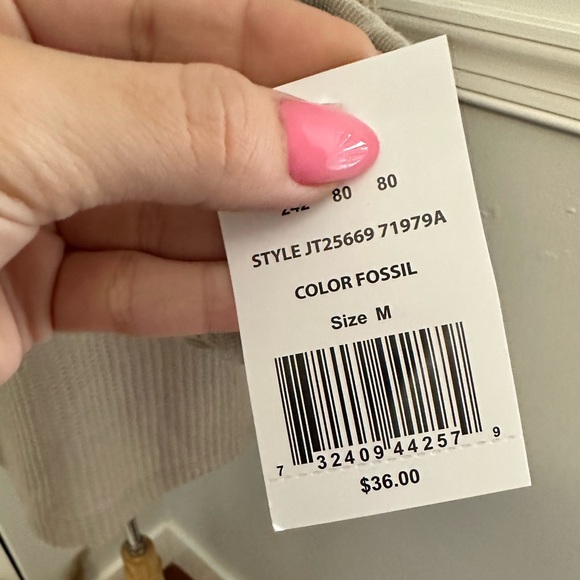 80 80
STYLE JT25669 71979A
COLOR FOSSIL
Size M
7 32409 44257 9
$36.00